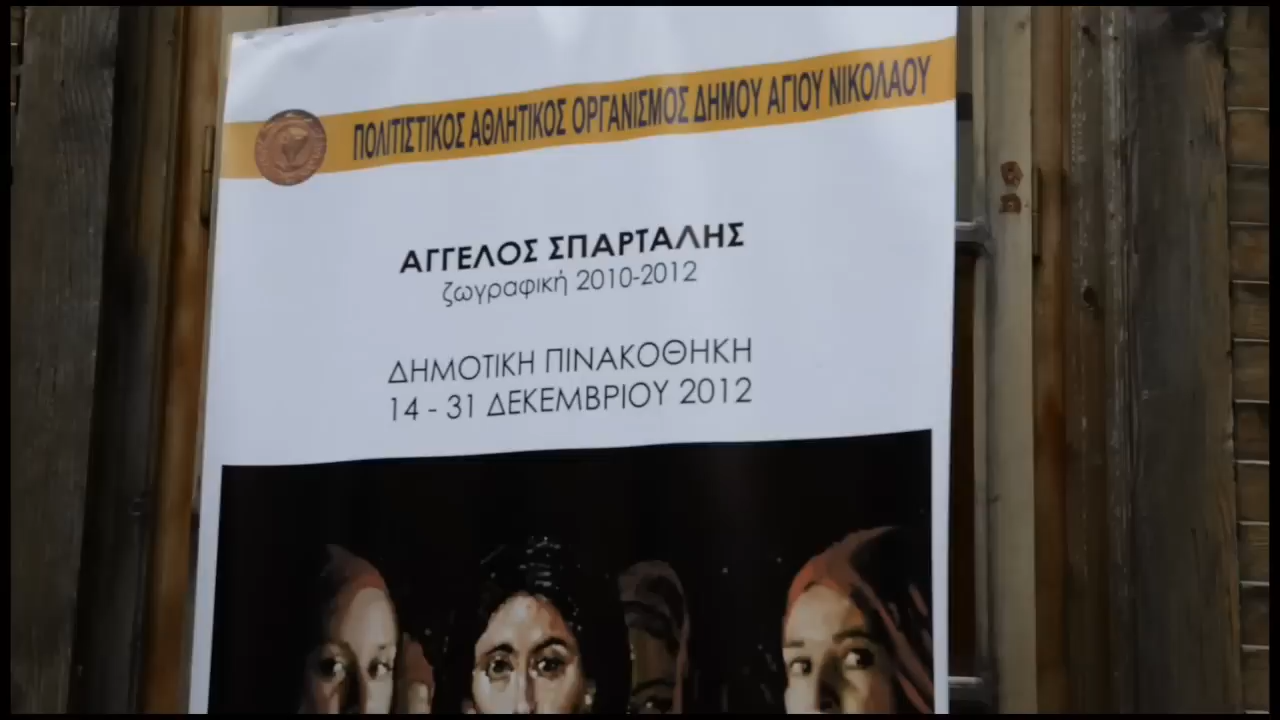 ΠΟΛΙΤΙΣΤΙΚΟΣ ΑΘΛΗΤΙΚΟΣ ΟΡΓΑΝΙΣΜΟΣ ΔΗΜΟΥ ΑΓΙΟΥ ΝΙΚΟΛΑΟΥ
ΑΓΓΕΛΟΣ ΣΠΑΡΤΑΛΗΣ
ζωγραφική 2010-2012
ΔΗΜΟΤΙΚΗ ΠΙΝΑΚΟΘΗΚΗ
14 - 31 ΔΕΚΕΜΒΡΙΟΥ 2012